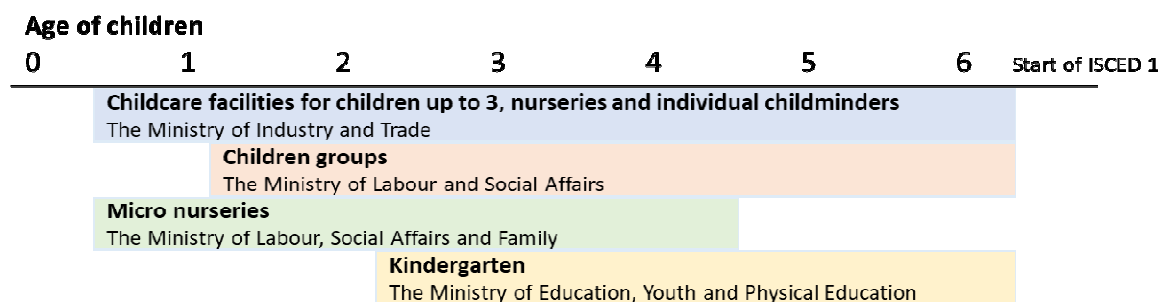 Age of children
0 1 2 3 4 5 6 Start of ISCED 1
Childcare facilities for children up to 3, nurseries and individual childminders
The Ministry of Industry and Trade
Children groups
The Ministry of Labour and Social Affairs
Micro nurseries
The Ministry of Labour, Social Affairs and Family
Kindergarten
The Ministry of Education, Youth and Physical Education